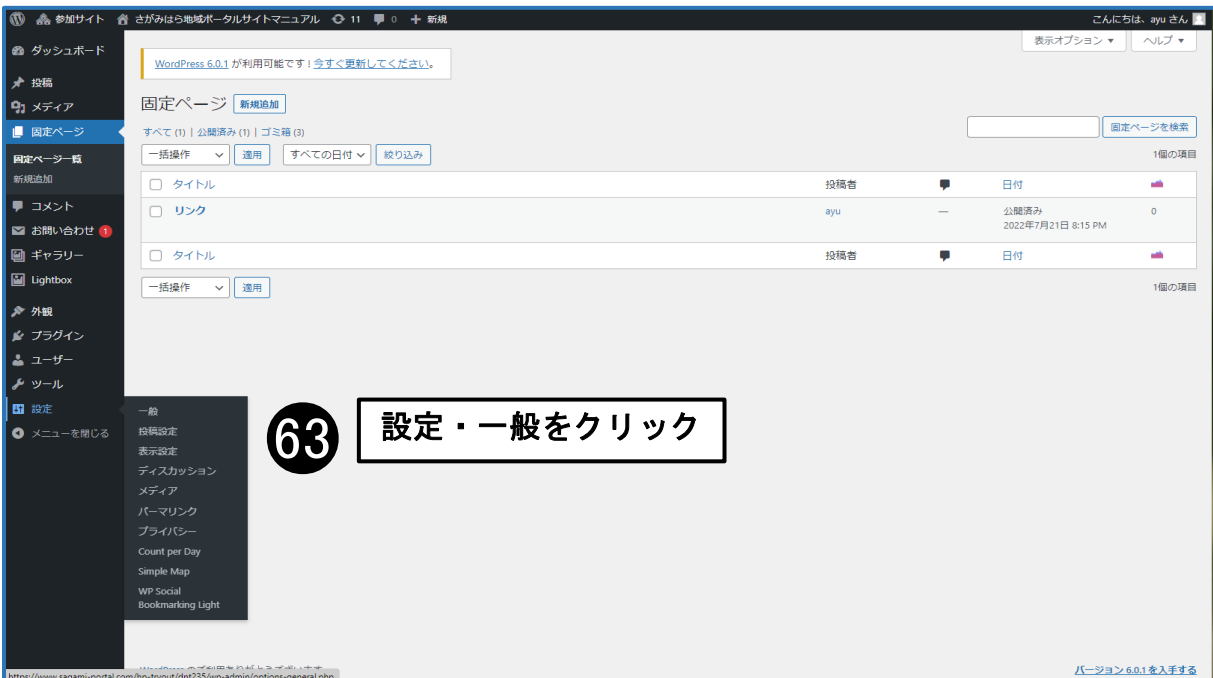 参加サイト さがみはら地域ポータルサイトマニュアル 11 0 新規 こんにちは、ayu さん
表示オプション ▼ ヘルプ ▼
ダッシュボード
投稿
メディア
固定ページ
固定ページ一覧
新規追加
コメント
お問い合わせ 1
ギャラリー
Lightbox
外観
プラグイン
ユーザー
ツール
設定
メニューを閉じる
WordPress 6.0.1 が利用可能です ! 今すぐ更新してください。
固定ページ 新規追加
すべて (1) | 公開済み (1) | ゴミ箱 (3)
固定ページを検索
一括操作 適用 すべての日付 絞り込み 1個の項目
タイトル 投稿者 日付
リンク ayu — 公開済み 0
2022年7月21日 8:15 PM
タイトル 投稿者 日付
一括操作 適用 1個の項目
一般
投稿設定
表示設定
ディスカッション
メディア
パーマリンク
プライバシー
Count per Day
Simple Map
WP Social
Bookmarking Light
63 設定・一般をクリック
バージョン 6.0.1 を入手する
https://www.sagami-portal.com/hp-tryout/dnt235/wp-admin/options-general.php